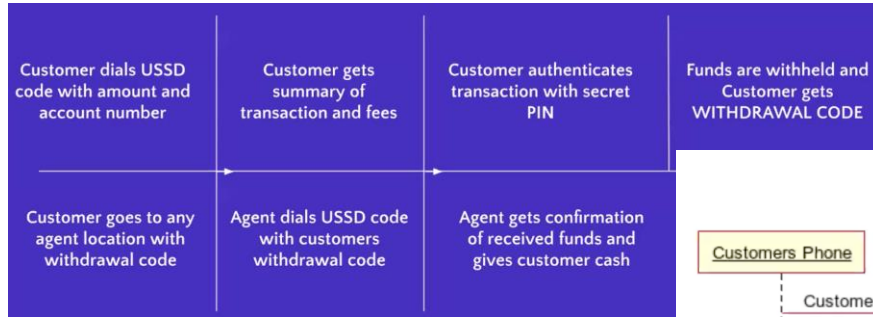 Customer dials USSD
code with amount and
account number
Customer gets
summary of
transaction and fees
Customer authenticates
transaction with secret
PIN
Funds are withheld and
Customer gets
WITHDRAWAL CODE
Customer goes to any
agent location with
withdrawal code
Agent dials USSD code
with customers
withdrawal code
Agent gets confirmation
of received funds and
gives customer cash
Customers Phone
Custome